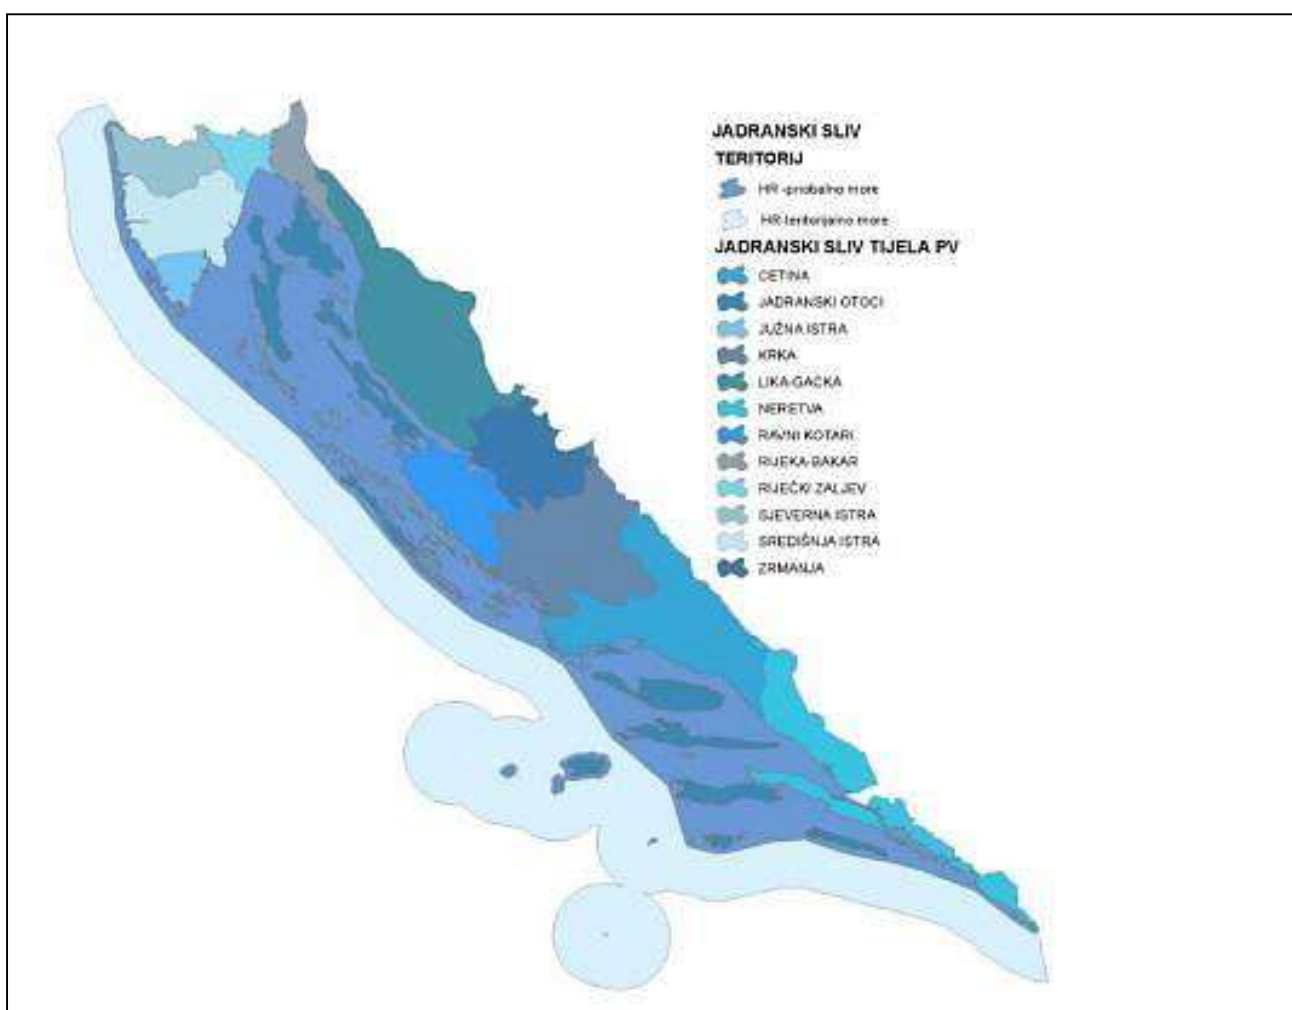 JADRANSKI SLIV
TERITORIJ
HR -priobalno more
HR-teritorijalno more
JADRANSKI SLIV TIJELA PV
CETINA
JADRANSKI OTOCI
JUŽNA ISTRA
KRKA
LIKA-GACKA
NERETVA
RAVNI KOTARI
RIJEKA-BAKAR
RIJEČKI ZALJEV
SJEVERNA ISTRA
SREDIŠNJA ISTRA
ZRMANJA